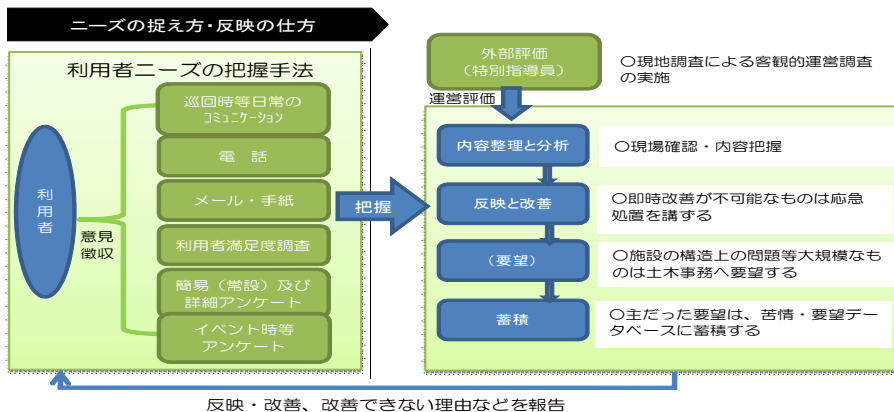 ニーズの捉え方・反映の仕方
利用者ニーズの把握手法
利用者
意見
徴収
巡回時等日常の
コミュニケーション
電　話
メール・手紙
利用者満足度調査
簡易（常設）及び
詳細アンケート
イベント時等
アンケート
把握
外部評価
（特別指導員）
〇現地調査による客観的運営調査
の実施
運営評価
内容整理と分析
〇現場確認・内容把握
反映と改善
〇即時改善が不可能なものは応急
処置を講ずる
（要望）
〇施設の構造上の問題等大規模なも
のは土木事務へ要望する
蓄積
〇主だった要望は、苦情・要望デー
タベースに蓄積する
反映・改善、改善できない理由などを報告